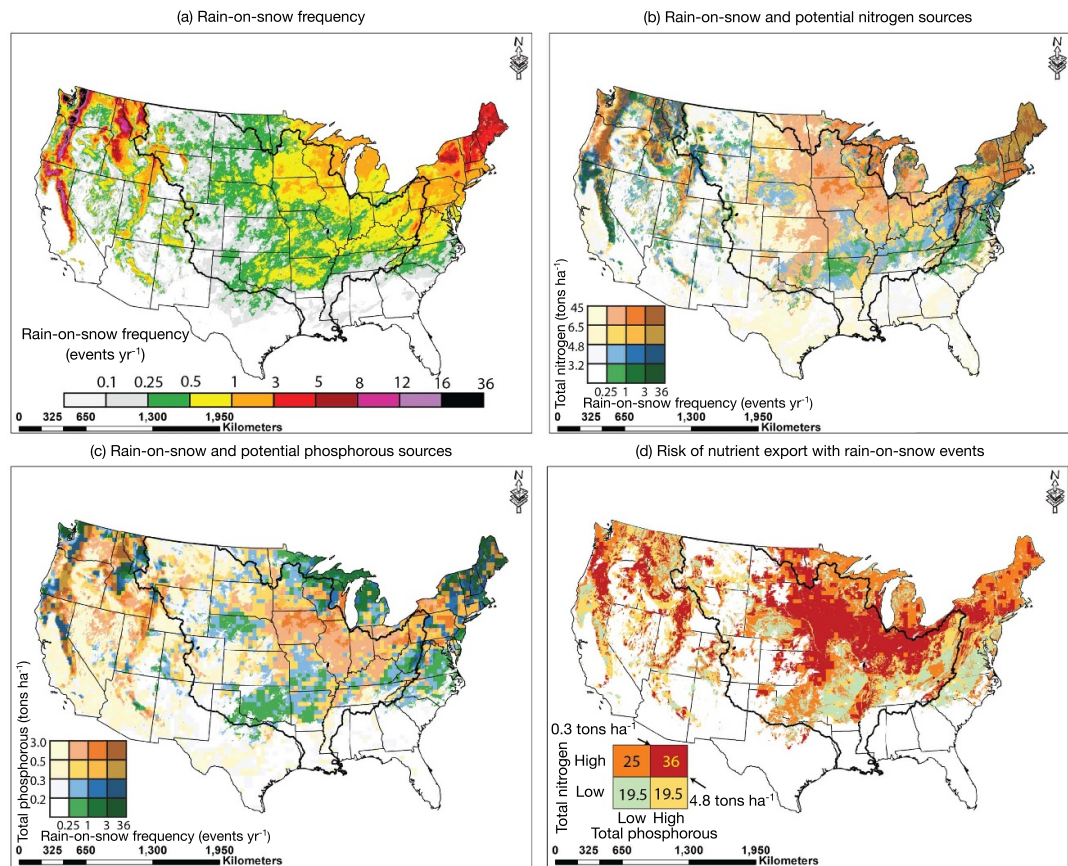 (a) Rain-on-snow frequency
N
Rain-on-snow frequency
(events yr⁻¹)
0.1 0.25 0.5 1 3 5 8 12 16 36
0 325 650 1,300 1,950
Kilometers
(b) Rain-on-snow and potential nitrogen sources
N
Total nitrogen (tons ha⁻¹)
45
6.5
4.8
3.2
0.25 1 3 36
Rain-on-snow frequency (events yr⁻¹)
0 325 650 1,300 1,950
Kilometers
(c) Rain-on-snow and potential phosphorous sources
N
Total phosphorous (tons ha⁻¹)
3.0
0.5
0.3
0.2
0.25 1 3 36
Rain-on-snow frequency (events yr⁻¹)
0 325 650 1,300 1,950
Kilometers
(d) Risk of nutrient export with rain-on-snow events
N
0.3 tons ha⁻¹
Total nitrogen
High 25 36
Low 19.5 19.5
4.8 tons ha⁻¹
Low High
Total phosphorous
0 325 650 1,300 1,950
Kilometers